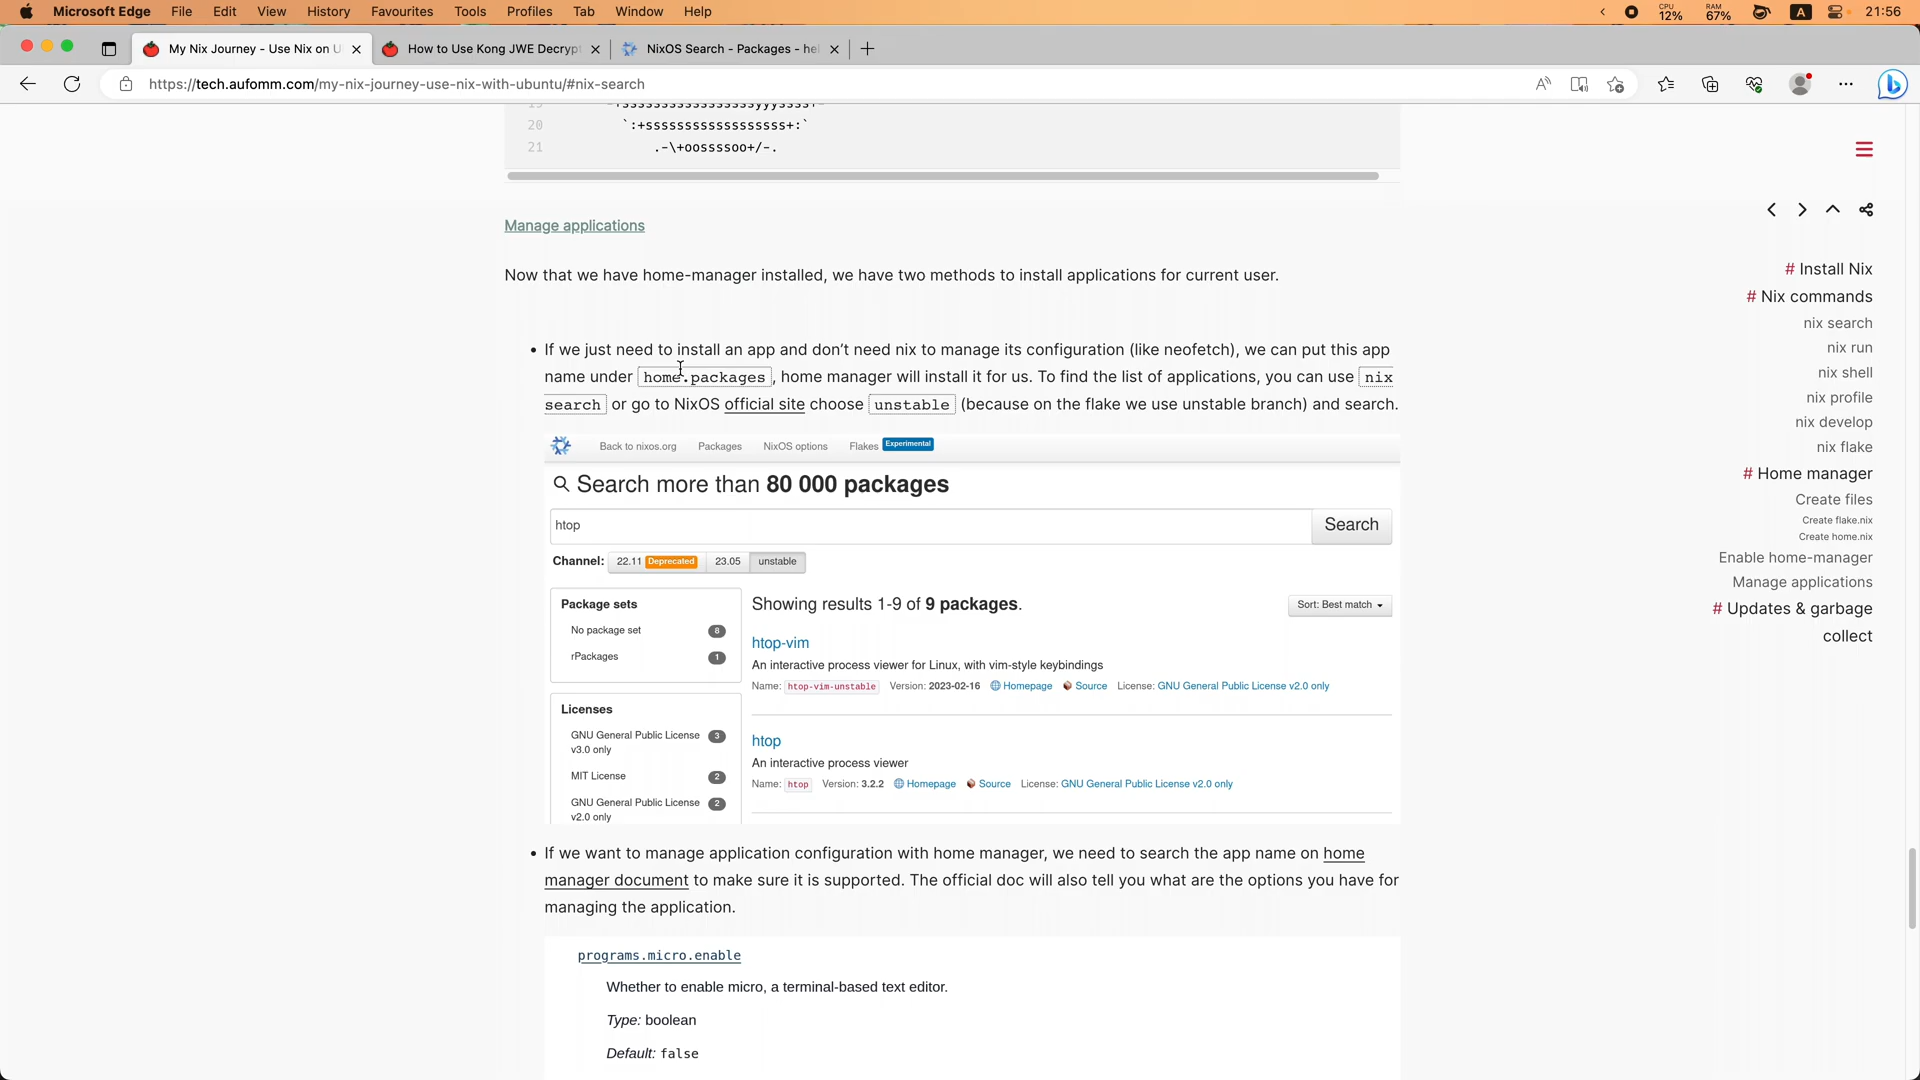 Microsoft Edge File Edit View History Favourites Tools Profiles Tab Window Help CPU 12% RAM 67% A 21:56
My Nix Journey - Use Nix on U
How to Use Kong JWE Decrypt
NixOS Search - Packages - hel
https://tech.aufomm.com/my-nix-journey-use-nix-with-ubuntu/#nix-search
20 `:+ssssssssssssssssss+:`
21 .-\+oossssoo+/-.
Manage applications
Now that we have home-manager installed, we have two methods to install applications for current user.
• If we just need to install an app and don’t need nix to manage its configuration (like neofetch), we can put this app
name under home.packages, home manager will install it for us. To find the list of applications, you can use nix
search or go to NixOS official site choose unstable (because on the flake we use unstable branch) and search.
Back to nixos.org Packages NixOS options Flakes Experimental
Search more than 80 000 packages
htop Search
Channel: 22.11 Deprecated 23.05 unstable
Package sets
No package set 8
rPackages 1
Licenses
GNU General Public License 3
v3.0 only
MIT License 2
GNU General Public License 2
v2.0 only
Showing results 1-9 of 9 packages. Sort: Best match
htop-vim
An interactive process viewer for Linux, with vim-style keybindings
Name: htop-vim-unstable Version: 2023-02-16 Homepage Source License: GNU General Public License v2.0 only
htop
An interactive process viewer
Name: htop Version: 3.2.2 Homepage Source License: GNU General Public License v2.0 only
• If we want to manage application configuration with home manager, we need to search the app name on home
manager document to make sure it is supported. The official doc will also tell you what are the options you have for
managing the application.
programs.micro.enable
Whether to enable micro, a terminal-based text editor.
Type: boolean
Default: false
# Install Nix
# Nix commands
nix search
nix run
nix shell
nix profile
nix develop
nix flake
# Home manager
Create files
Create flake.nix
Create home.nix
Enable home-manager
Manage applications
# Updates & garbage
collect